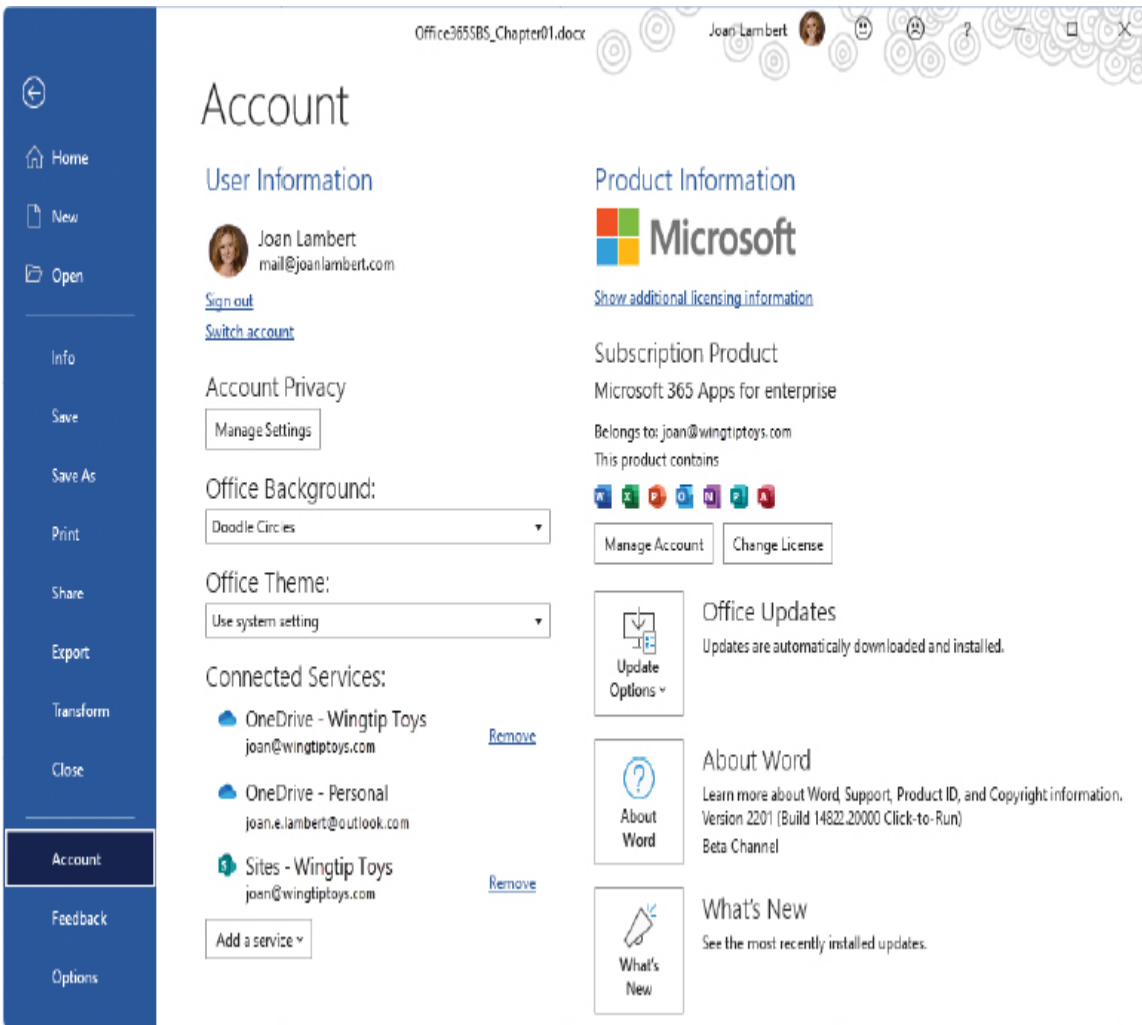 Office365SBS_Chapter01.docx
Joan Lambert
?
Account
Home
New
Open
Info
Save
Save As
Print
Share
Export
Transform
Close
Account
Feedback
Options
User Information
Joan Lambert
mail@joanlambert.com
Sign out
Switch account
Account Privacy
Manage Settings
Office Background:
Doodle Circles
Office Theme:
Use system setting
Connected Services:
OneDrive - Wingtip Toys
joan@wingtiptoys.com
Remove
OneDrive - Personal
joan.e.lambert@outlook.com
S
Sites - Wingtip Toys
joan@wingtiptoys.com
Remove
Add a service
Product Information
Microsoft
Show additional licensing information
Subscription Product
Microsoft 365 Apps for enterprise
Belongs to: joan@wingtiptoys.com
This product contains
W X P O N P A
Manage Account
Change License
Update
Options
Office Updates
Updates are automatically downloaded and installed.
?
About
Word
About Word
Learn more about Word, Support, Product ID, and Copyright information.
Version 2201 (Build 14822.20000 Click-to-Run)
Beta Channel
What's
New
What's New
See the most recently installed updates.